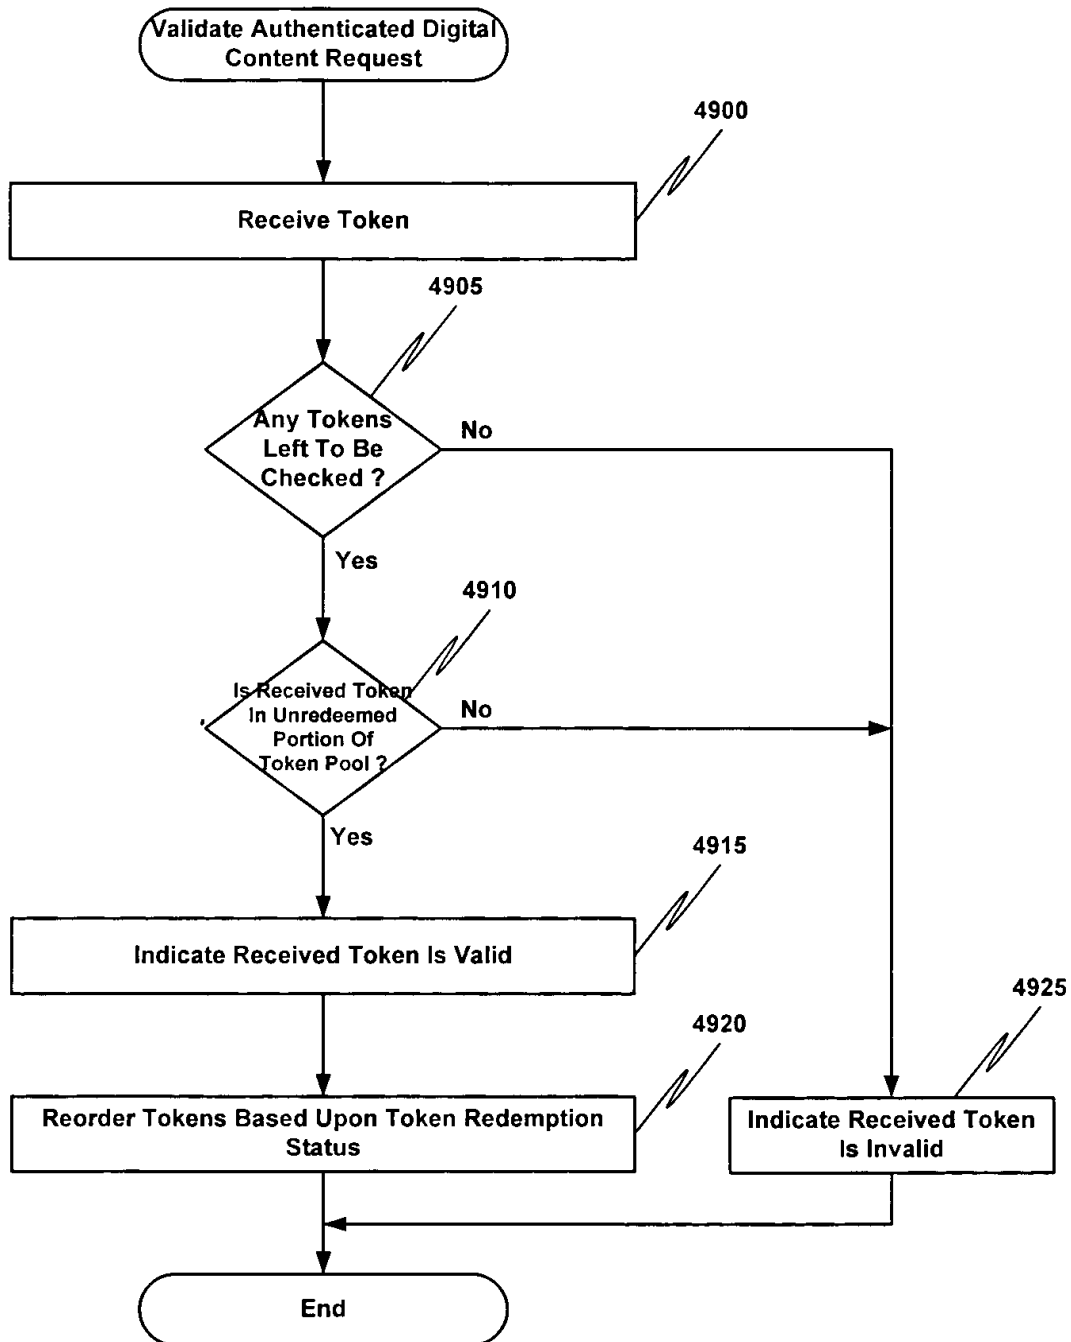 Validate Authenticated Digital
Content Request
4900
Receive Token
4905
Any Tokens
Left To Be
Checked ?
No
Yes
4910
Is Received Token
In Unredeemed
Portion Of
Token Pool ?
No
Yes
4915
Indicate Received Token Is Valid
4920
Reorder Tokens Based Upon Token Redemption
Status
4925
Indicate Received Token
Is Invalid
End